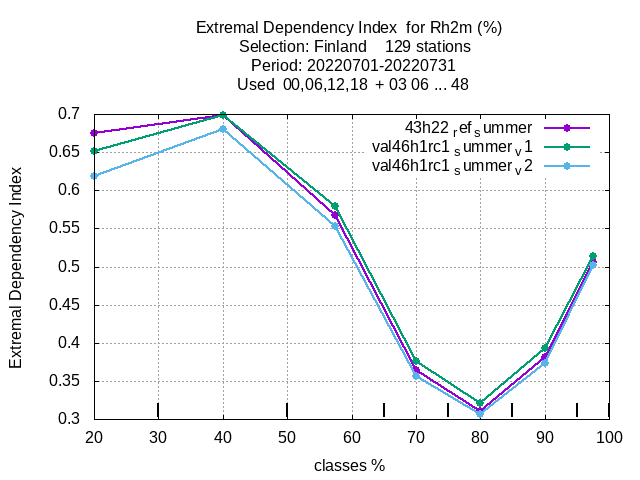 Extremal Dependency Index  for Rh2m (%)
Selection: Finland    129 stations
Period: 20220701-20220731
Used  00,06,12,18  + 03 06 ... 48
43h22 ref summer
val46h1rc1 summer v1
val46h1rc1 summer v2
0.7
0.65
0.6
0.55
0.5
0.45
0.4
0.35
0.3
Extremal Dependency Index
20 30 40 50 60 70 80 90 100
classes %